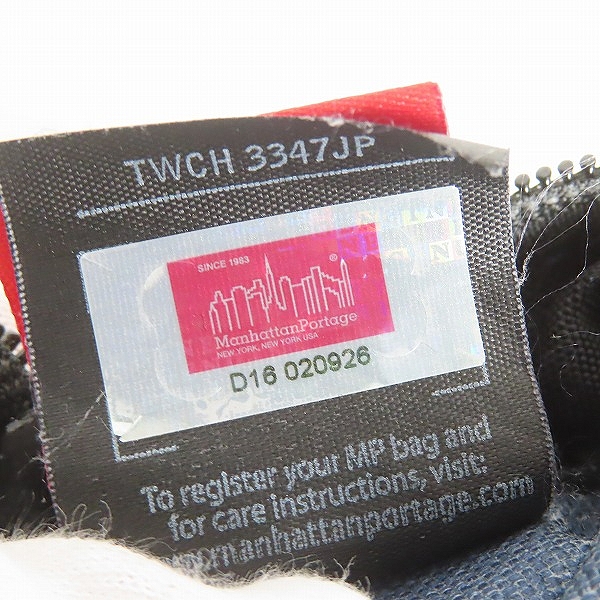 TWCH 3347JP
SINCE 1983
®
ManhattanPortage
NEW YORK, NEW YORK USA
D16 020926
To register your MP bag and
for care instructions, visit:
manhattanportage.com